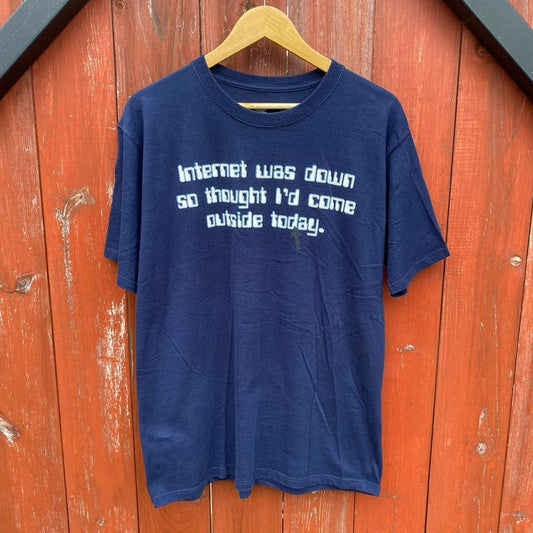 Internet was down
so thought I'd come
outside today.